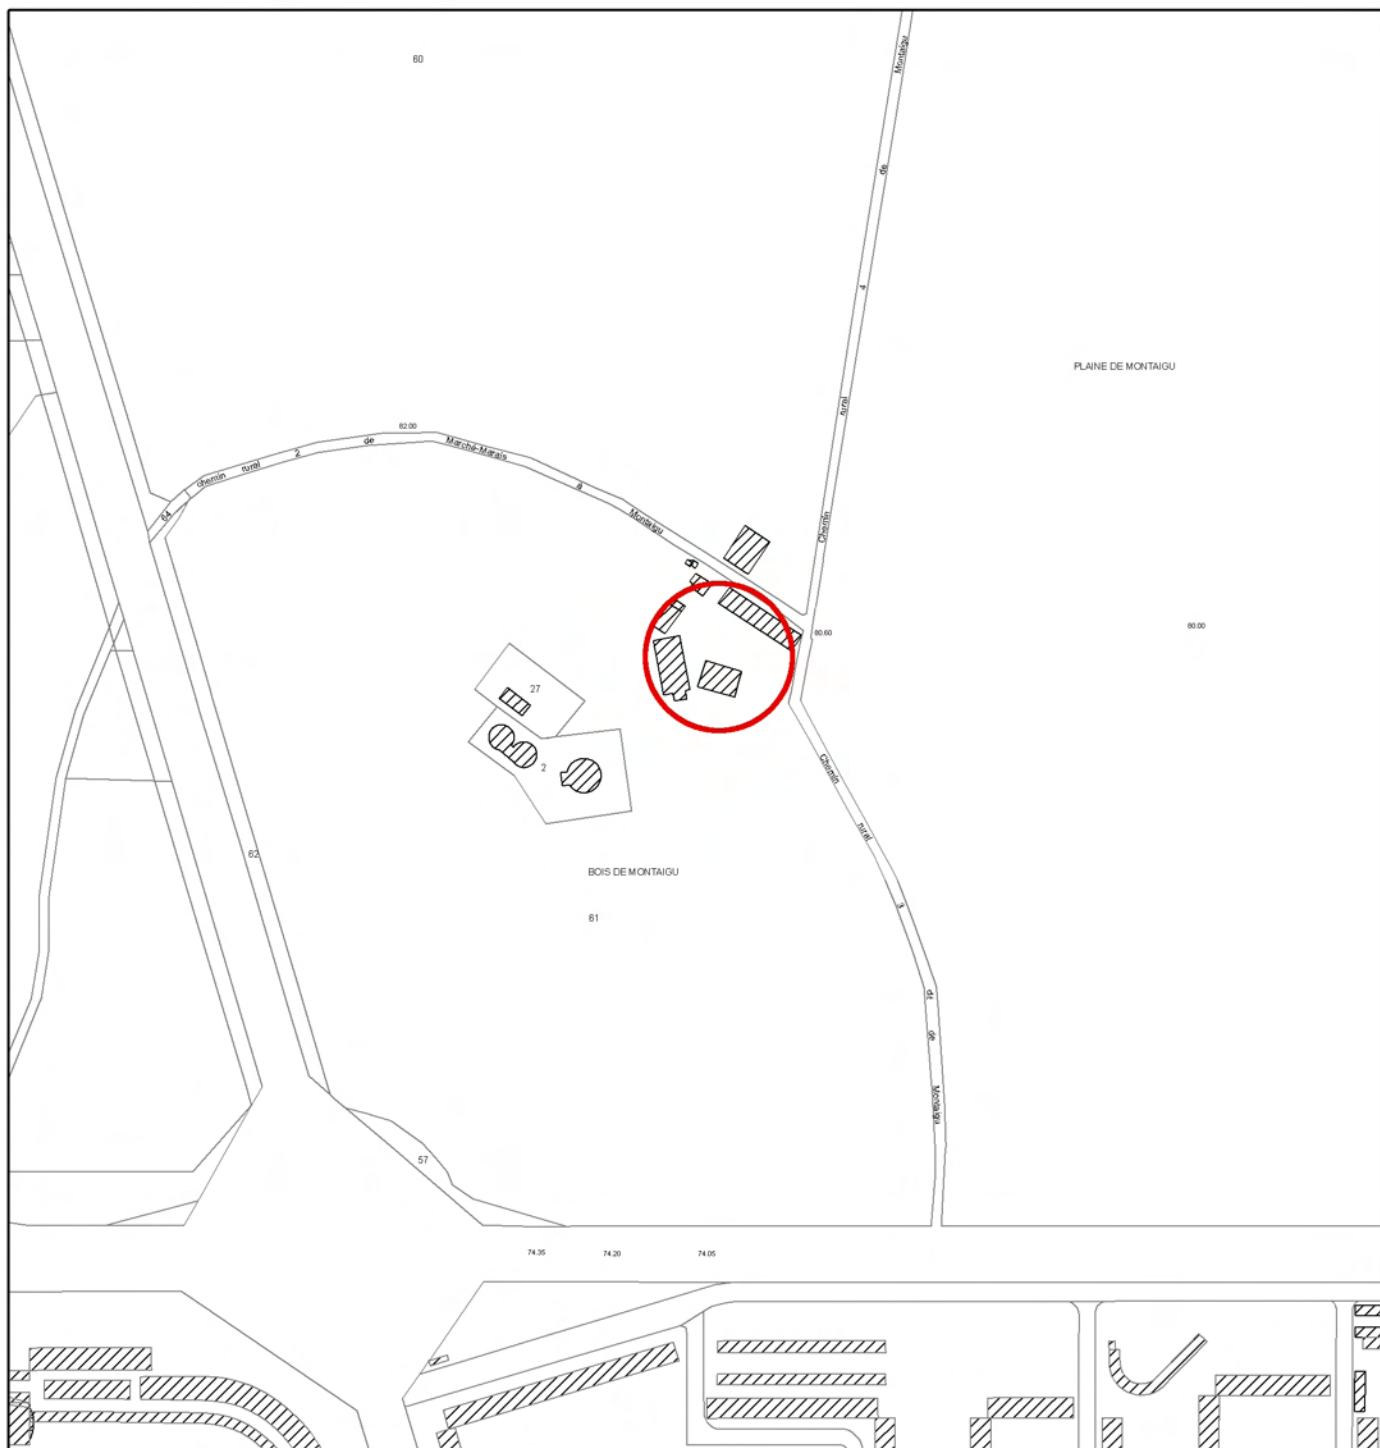 60
Montaigu
de
4
rural
Chemin
PLAINE DE MONTAIGU
82.00
64
chemin rural 2 de Marché-Marais à Montaigu
80.60
80.00
27
2
Chemin rural 3 dt de Montaigu
62
BOIS DE MONTAIGU
61
57
74.35 74.20 74.05